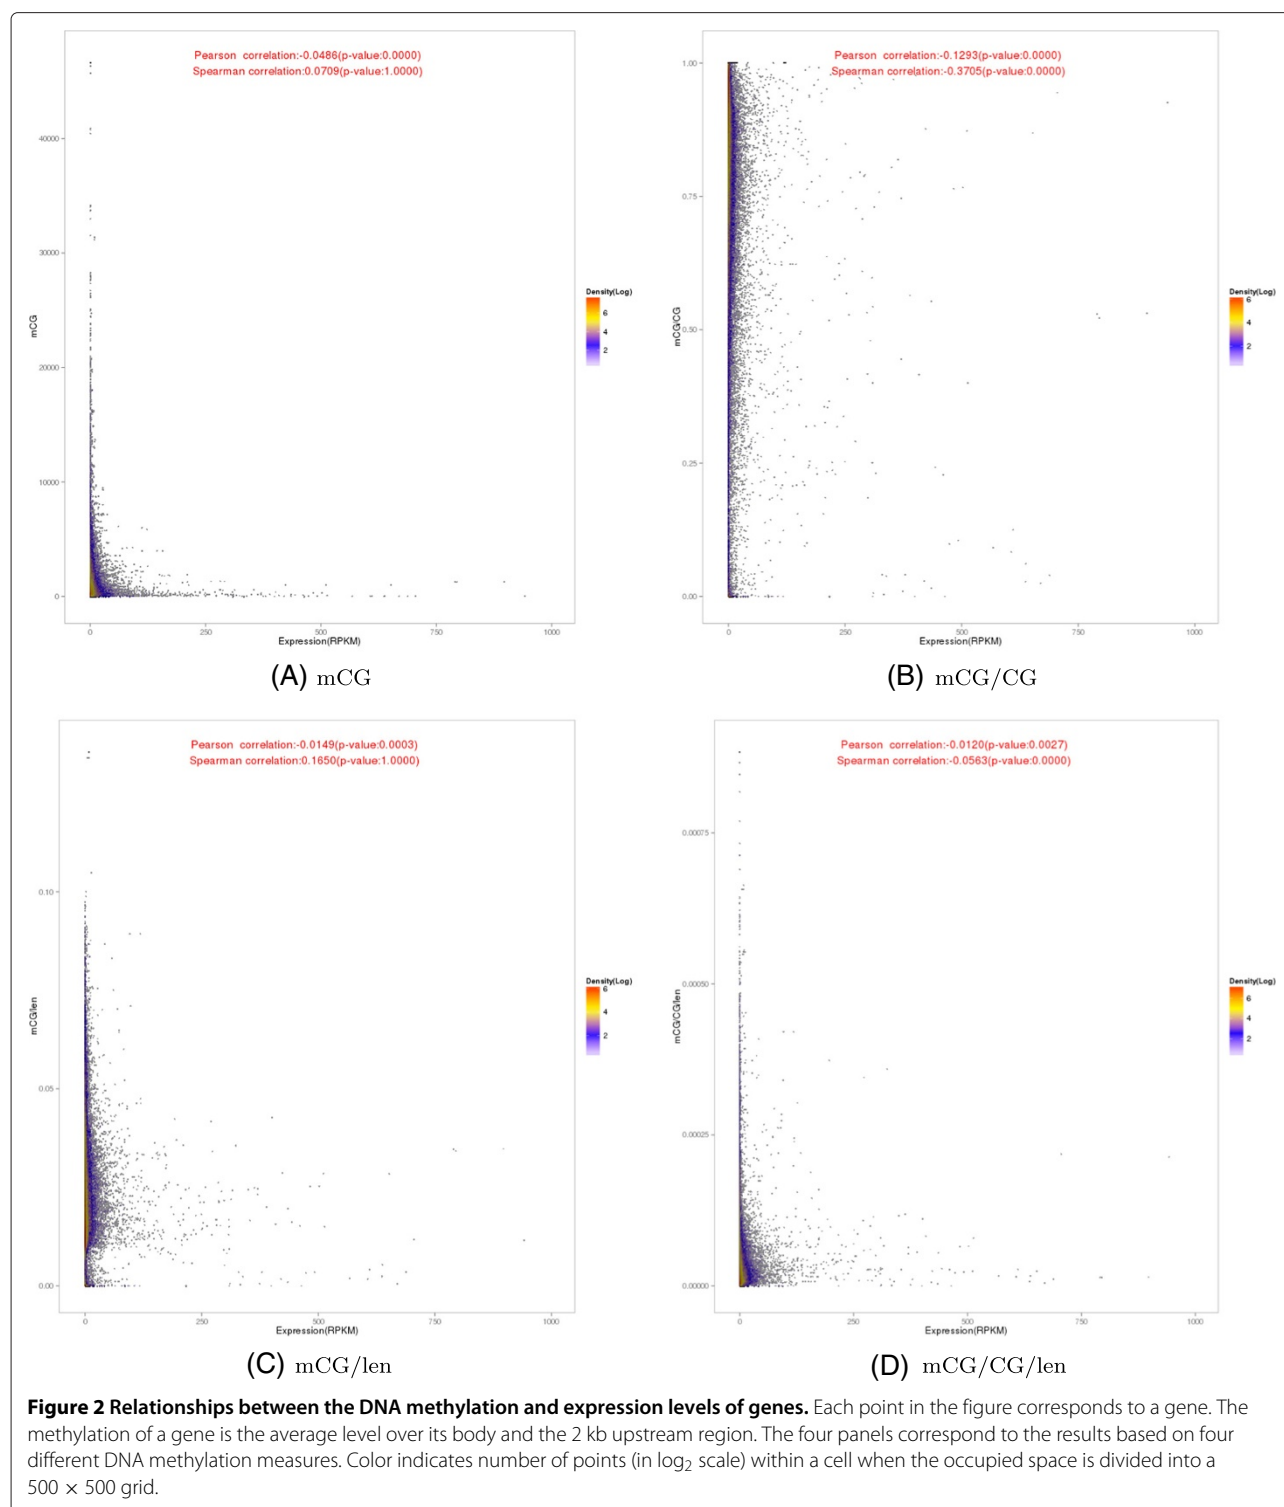 Pearson correlation:-0.0486(p-value:0.0000)
Spearman correlation:0.0709(p-value:1.0000)
40000
30000
20000
10000
0
mCG
0 250 500 750 1000
Expression(RPKM)
Density(Log)
6
4
2
(A) mCG
Pearson correlation:-0.1293(p-value:0.0000)
Spearman correlation:-0.3705(p-value:0.0000)
1.00
0.75
0.50
0.25
0.00
mCG/CG
0 250 500 750 1000
Expression(RPKM)
Density(Log)
6
4
2
(B) mCG/CG
Pearson correlation:-0.0149(p-value:0.0003)
Spearman correlation:0.1650(p-value:1.0000)
0.10
0.05
0.00
mCG/len
0 250 500 750 1000
Expression(RPKM)
Density(Log)
6
4
2
(C) mCG/len
Pearson correlation:-0.0120(p-value:0.0027)
Spearman correlation:-0.0563(p-value:0.0000)
0.00075
0.00050
0.00025
0.00000
mCG/CG/len
0 250 500 750 1000
Expression(RPKM)
Density(Log)
6
4
2
(D) mCG/CG/len
Figure 2 Relationships between the DNA methylation and expression levels of genes. Each point in the figure corresponds to a gene. The
methylation of a gene is the average level over its body and the 2 kb upstream region. The four panels correspond to the results based on four
different DNA methylation measures. Color indicates number of points (in log₂ scale) within a cell when the occupied space is divided into a
500 × 500 grid.